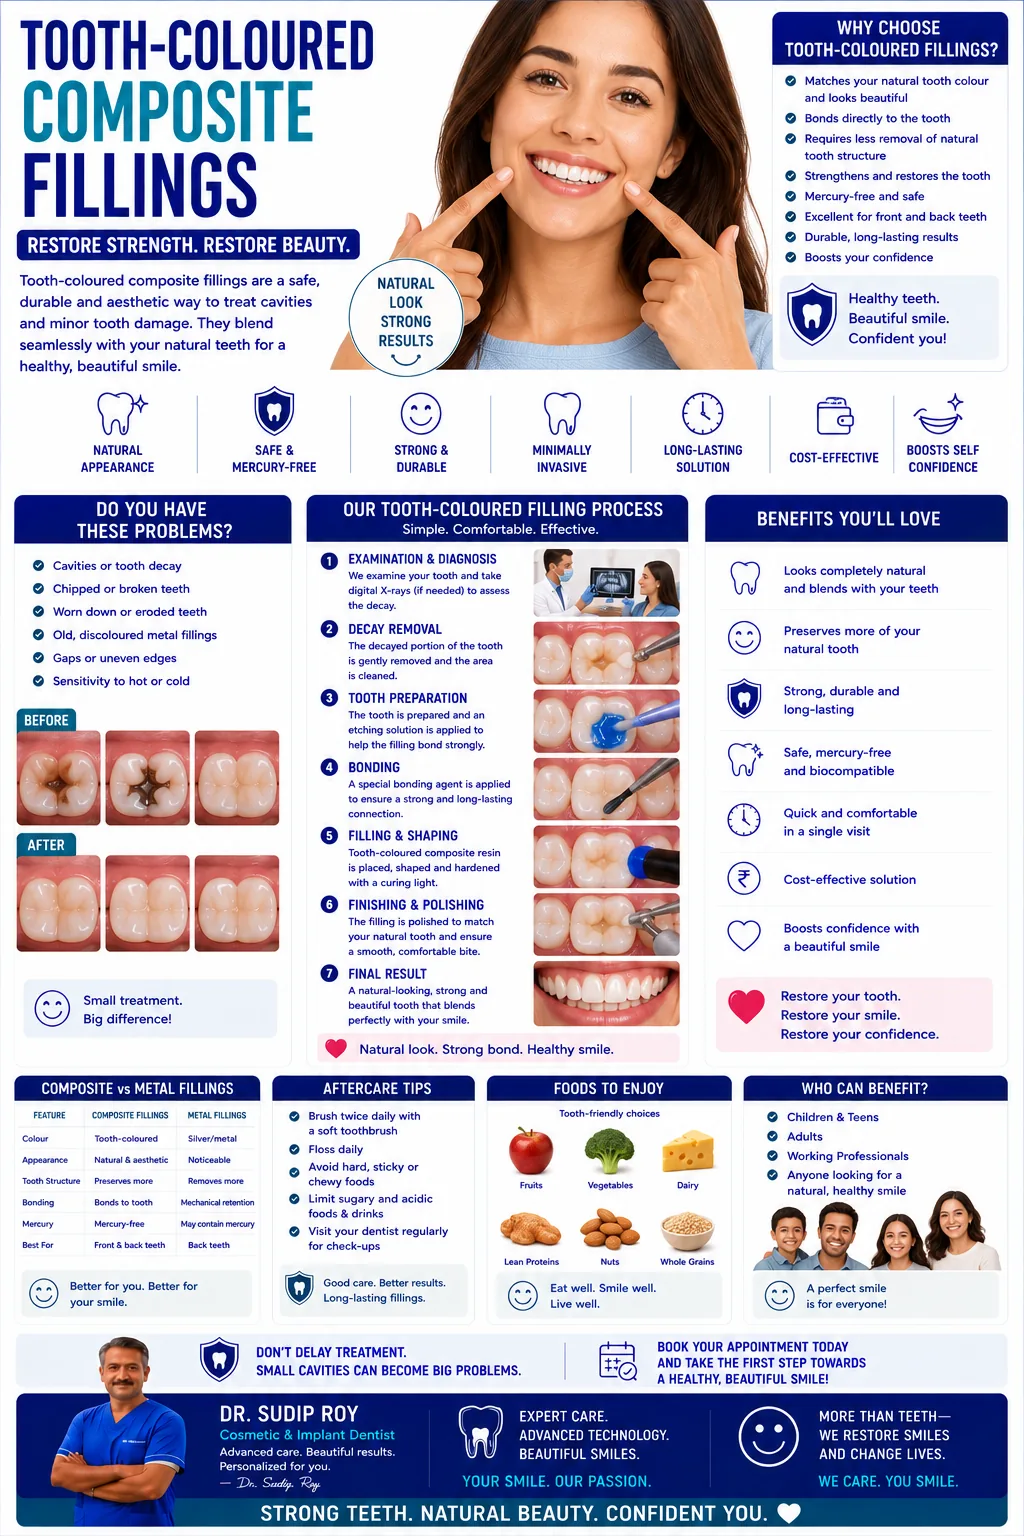 TOOTH-COLOURED
COMPOSITE
FILLINGS
RESTORE STRENGTH. RESTORE BEAUTY.
Tooth-coloured composite fillings are a safe,
durable and aesthetic way to treat cavities
and minor tooth damage. They blend
seamlessly with your natural teeth for a
healthy, beautiful smile.
NATURAL
LOOK
STRONG
RESULTS
WHY CHOOSE
TOOTH-COLOURED FILLINGS?
Matches your natural tooth colour
and looks beautiful
Bonds directly to the tooth
Requires less removal of natural
tooth structure
Strengthens and restores the tooth
Mercury-free and safe
Excellent for front and back teeth
Durable, long-lasting results
Boosts your confidence
Healthy teeth.
Beautiful smile.
Confident you!
NATURAL
APPEARANCE
SAFE &
MERCURY-FREE
STRONG &
DURABLE
MINIMALLY
INVASIVE
LONG-LASTING
SOLUTION
COST-EFFECTIVE
BOOSTS SELF
CONFIDENCE
DO YOU HAVE
THESE PROBLEMS?
Cavities or tooth decay
Chipped or broken teeth
Worn down or eroded teeth
Old, discoloured metal fillings
Gaps or uneven edges
Sensitivity to hot or cold
BEFORE
AFTER
Small treatment.
Big difference!
OUR TOOTH-COLOURED FILLING PROCESS
Simple. Comfortable. Effective.
1 EXAMINATION & DIAGNOSIS
We examine your tooth and take
digital X-rays (if needed) to assess
the decay.
2 DECAY REMOVAL
The decayed portion of the tooth
is gently removed and the area
is cleaned.
3 TOOTH PREPARATION
The tooth is prepared and an
etching solution is applied to
help the filling bond strongly.
4 BONDING
A special bonding agent is applied
to ensure a strong and long-lasting
connection.
5 FILLING & SHAPING
Tooth-coloured composite resin
is placed, shaped and hardened
with a curing light.
6 FINISHING & POLISHING
The filling is polished to match
your natural tooth and ensure
a smooth, comfortable bite.
7 FINAL RESULT
A natural-looking, strong and
beautiful tooth that blends
perfectly with your smile.
Natural look. Strong bond. Healthy smile.
BENEFITS YOU'LL LOVE
Looks completely natural
and blends with your teeth
Preserves more of your
natural tooth
Strong, durable and
long-lasting
Safe, mercury-free
and biocompatible
Quick and comfortable
in a single visit
₹
Cost-effective solution
Boosts confidence with
a beautiful smile
Restore your tooth.
Restore your smile.
Restore your confidence.
COMPOSITE vs METAL FILLINGS
FEATURE COMPOSITE FILLINGS METAL FILLINGS
Colour Tooth-coloured Silver/metal
Appearance Natural & aesthetic Noticeable
Tooth Structure Preserves more Removes more
Bonding Bonds to tooth Mechanical retention
Mercury Mercury-free May contain mercury
Best For Front & back teeth Back teeth
Better for you. Better for
your smile.
AFTERCARE TIPS
Brush twice daily with
a soft toothbrush
Floss daily
Avoid hard, sticky or
chewy foods
Limit sugary and acidic
foods & drinks
Visit your dentist regularly
for check-ups
Good care. Better results.
Long-lasting fillings.
FOODS TO ENJOY
Tooth-friendly choices
Fruits
Vegetables
Dairy
Lean Proteins
Nuts
Whole Grains
Eat well. Smile well.
Live well.
WHO CAN BENEFIT?
Children & Teens
Adults
Working Professionals
Anyone looking for a
natural, healthy smile
A perfect smile
is for everyone!
DON'T DELAY TREATMENT.
SMALL CAVITIES CAN BECOME BIG PROBLEMS.
BOOK YOUR APPOINTMENT TODAY
AND TAKE THE FIRST STEP TOWARDS
A HEALTHY, BEAUTIFUL SMILE!
DR. SUDIP ROY
Cosmetic & Implant Dentist
Advanced care. Beautiful results.
Personalized for you.
— Dr. Sudip Roy
EXPERT CARE.
ADVANCED TECHNOLOGY.
BEAUTIFUL SMILES.
YOUR SMILE. OUR PASSION.
MORE THAN TEETH—
WE RESTORE SMILES
AND CHANGE LIVES.
WE CARE. YOU SMILE.
STRONG TEETH. NATURAL BEAUTY. CONFIDENT YOU.